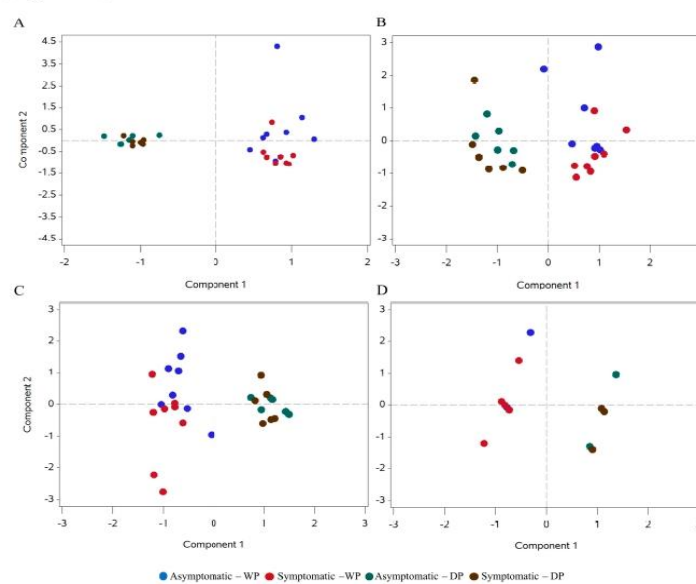 A
B
4.5
3.5
2.5
1.5
0.5
-0.5
-1.5
-2.5
-3.5
-4.5
Component 2
-2 -1 0 1 2
Component 1
3
2
1
0
-1
-2
-3
-3 -2 -1 0 1 2
Component 1
C
D
3
2
1
0
-1
-2
-3
Component 2
-3 -2 -1 0 1 2 3
Component 1
3
2
1
0
-1
-2
-3
-3 -2 -1 0 1 2
Component 1
Asymptomatic – WP Symptomatic –WP Asymptomatic – DP Symptomatic – DP